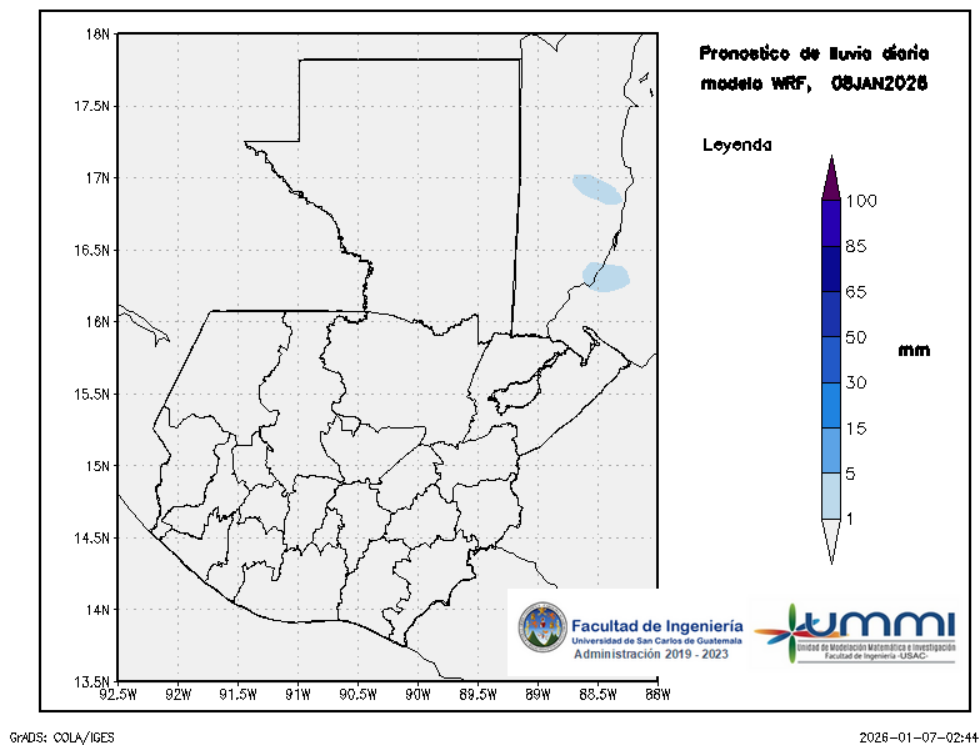 Pronostico de lluvia diaria
modelo WRF, 08JAN2026
Leyenda
100
85
65
50
30
15
5
1
mm
18N
17.5N
17N
16.5N
16N
15.5N
15N
14.5N
14N
13.5N
92.5W 92W 91.5W 91W 90.5W 90W 89.5W 89W 88.5W 88W
Facultad de Ingeniería
Universidad de San Carlos de Guatemala
Administración 2019 - 2023
ummi
Unidad de Modelación Matemática e Investigación
Facultad de Ingeniería -USAC-
GrADS: COLA/IGES
2026-01-07-02:44